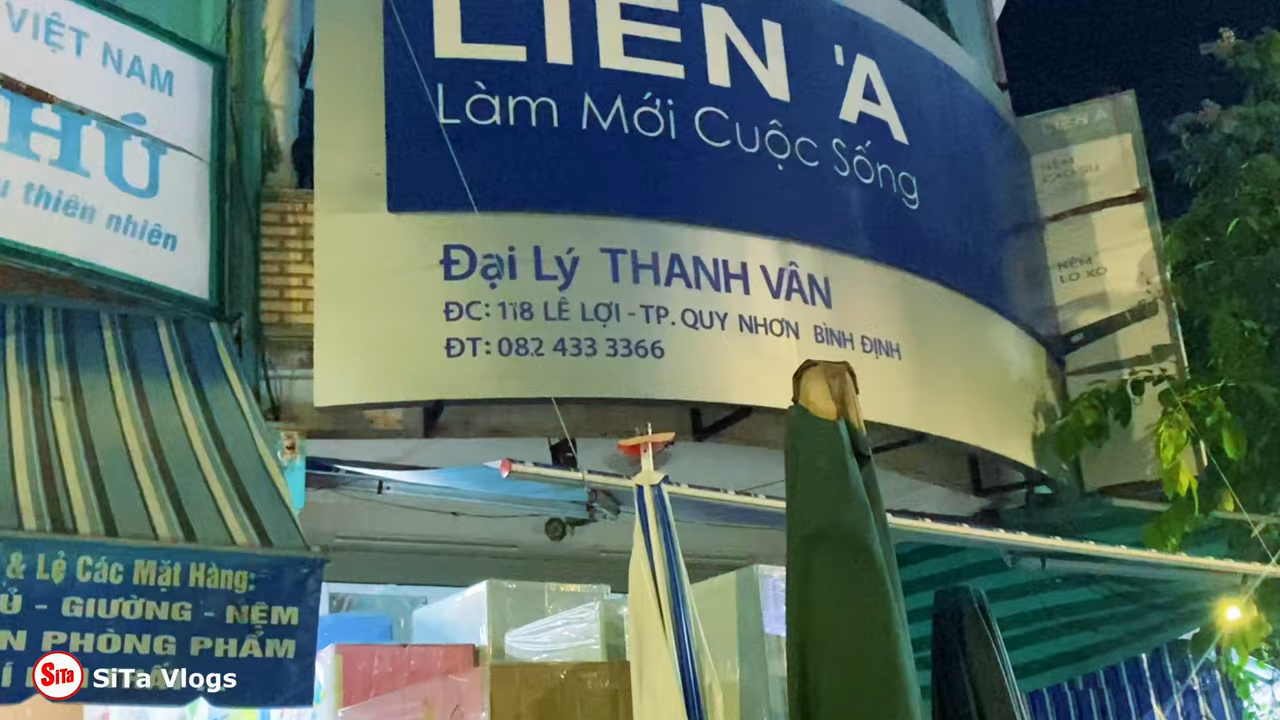 VIỆT NAM
HÚ
u thiên nhiên
LIÊN 'A
Làm Mới Cuộc Sống
Đại Lý THANH VÂN
ĐC: 118 LÊ LỢI - TP. QUY NHƠN BÌNH ĐỊNH
ĐT: 082 433 3366
LIEN A
NỆM
CAO SU
NỆM
LO XO
& Lẻ Các Mặt Hàng:
Ủ - GIƯỜNG - NỆM
N PHÒNG PHẨM
SiTa
SiTa Vlogs